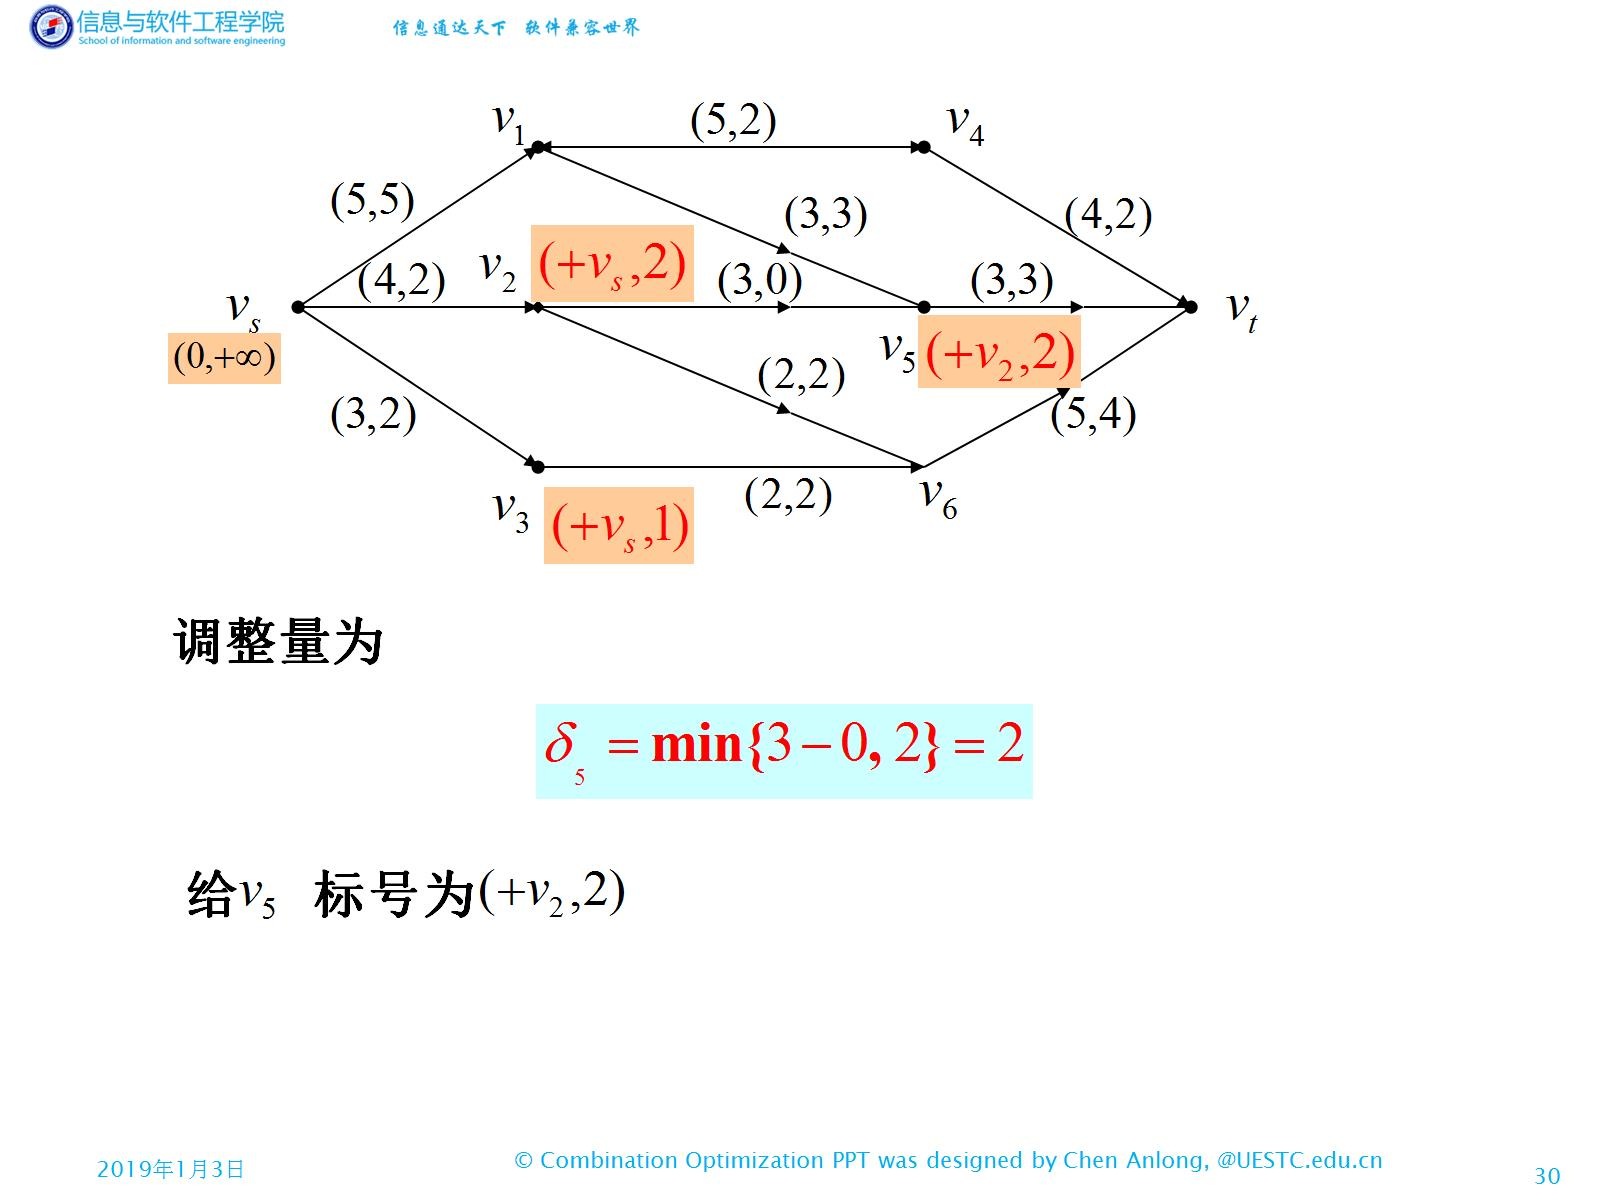 信息与软件工程学院
School of information and software engineering
信息通达天下 软件兼容世界
v1
(5,2)
v4
(5,5)
(3,3)
(4,2)
(4,2)
v2
(+vs,2)
(3,0)
(3,3)
vs
vt
(0,+∞)
v5
(+v2,2)
(2,2)
(3,2)
(5,4)
v3
(+vs,1)
(2,2)
v6
调整量为
δ5 = min{3−0, 2} = 2
给v5 标号为(+v2,2)
2019年1月3日
© Combination Optimization PPT was designed by Chen Anlong, @UESTC.edu.cn
30